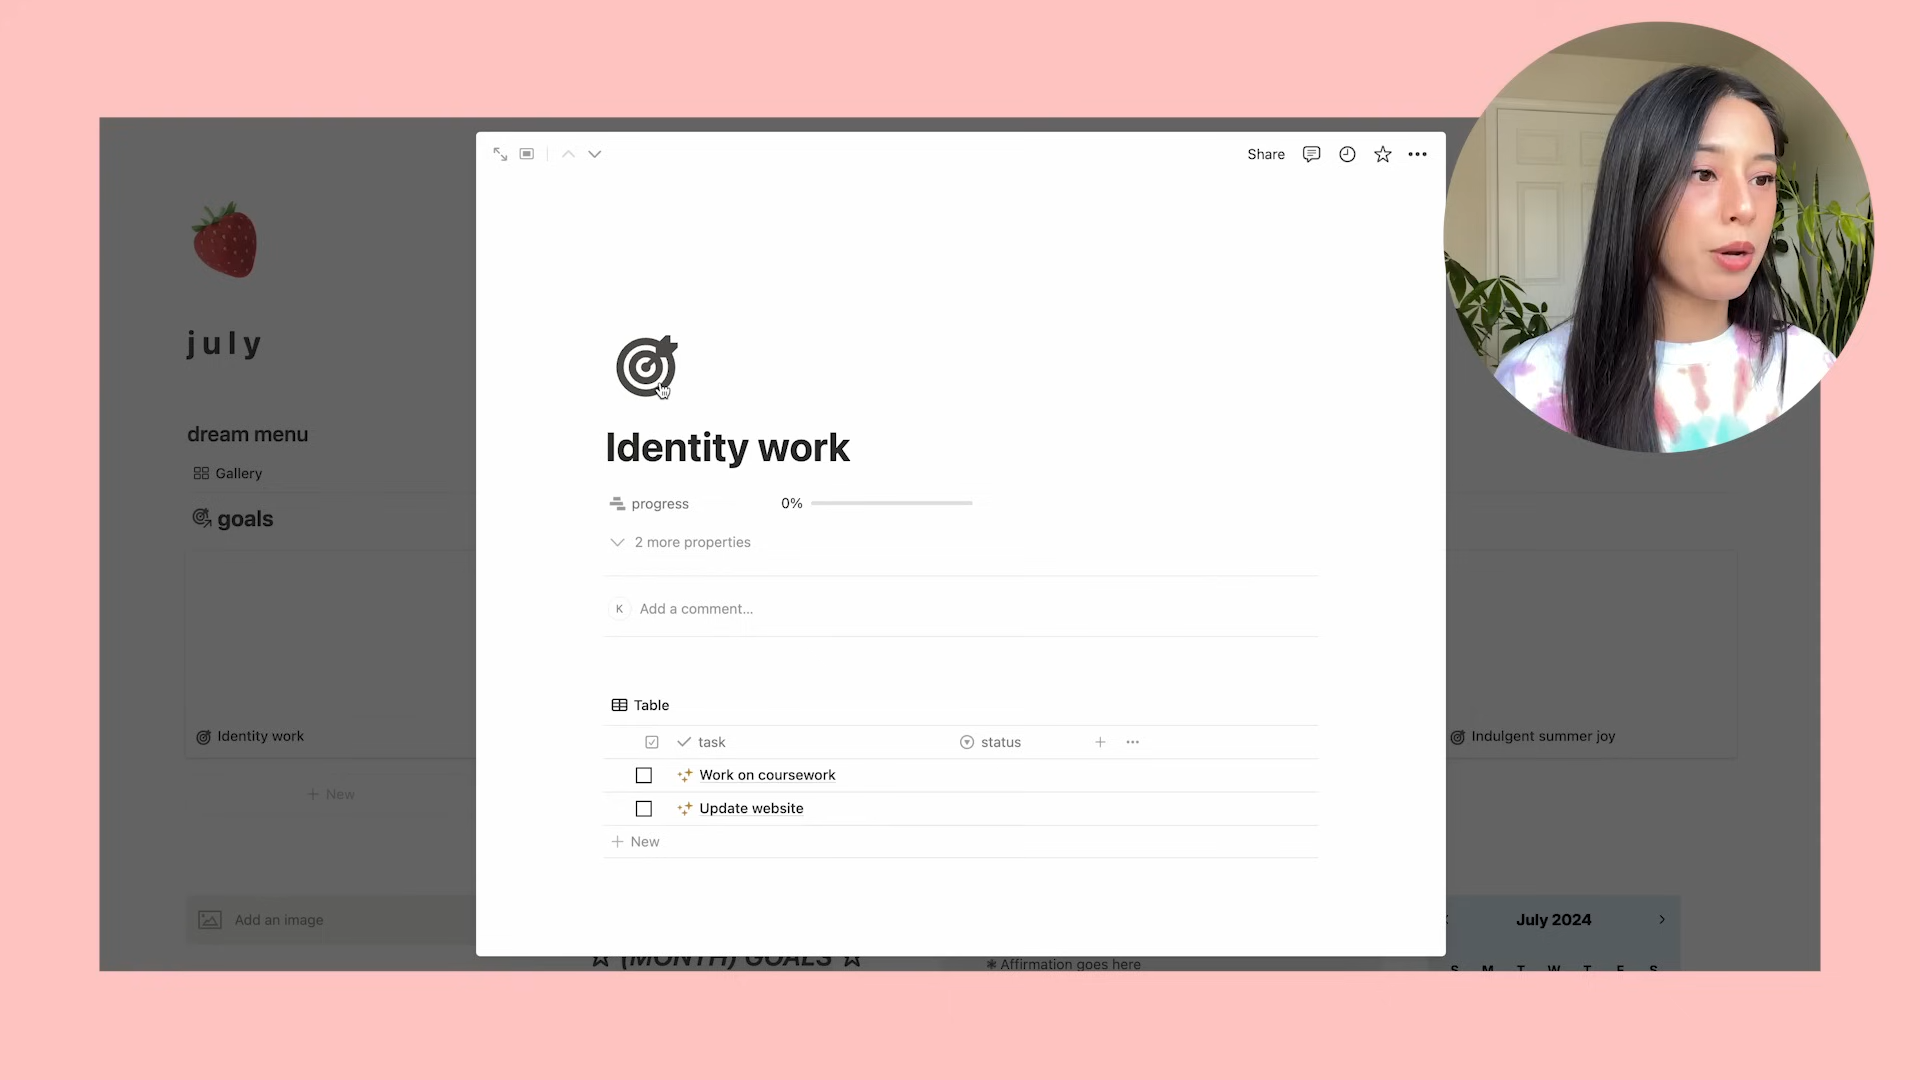 Share
july
dream menu
Gallery
goals
Identity work
+ New
Add an image
Identity work
progress 0%
2 more properties
K Add a comment...
Table
task status + ...
Work on coursework
Update website
+ New
Indulgent summer joy
July 2024 >
S M T W T F S
☆ (MONTH) GOALS ☆
✱ Affirmation goes here